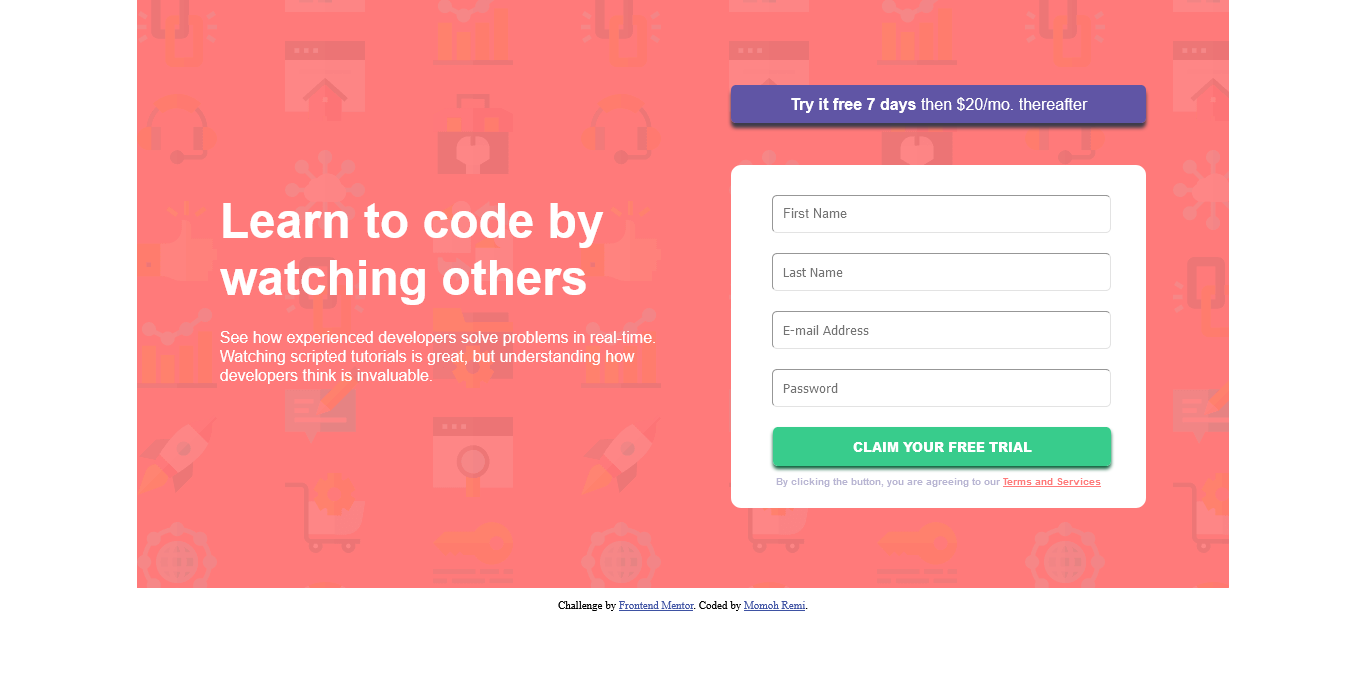 Learn to code by
watching others
See how experienced developers solve problems in real-time.
Watching scripted tutorials is great, but understanding how
developers think is invaluable.
Try it free 7 days then $20/mo. thereafter
First Name
Last Name
E-mail Address
Password
CLAIM YOUR FREE TRIAL
By clicking the button, you are agreeing to our Terms and Services
Challenge by Frontend Mentor. Coded by Momoh Remi.